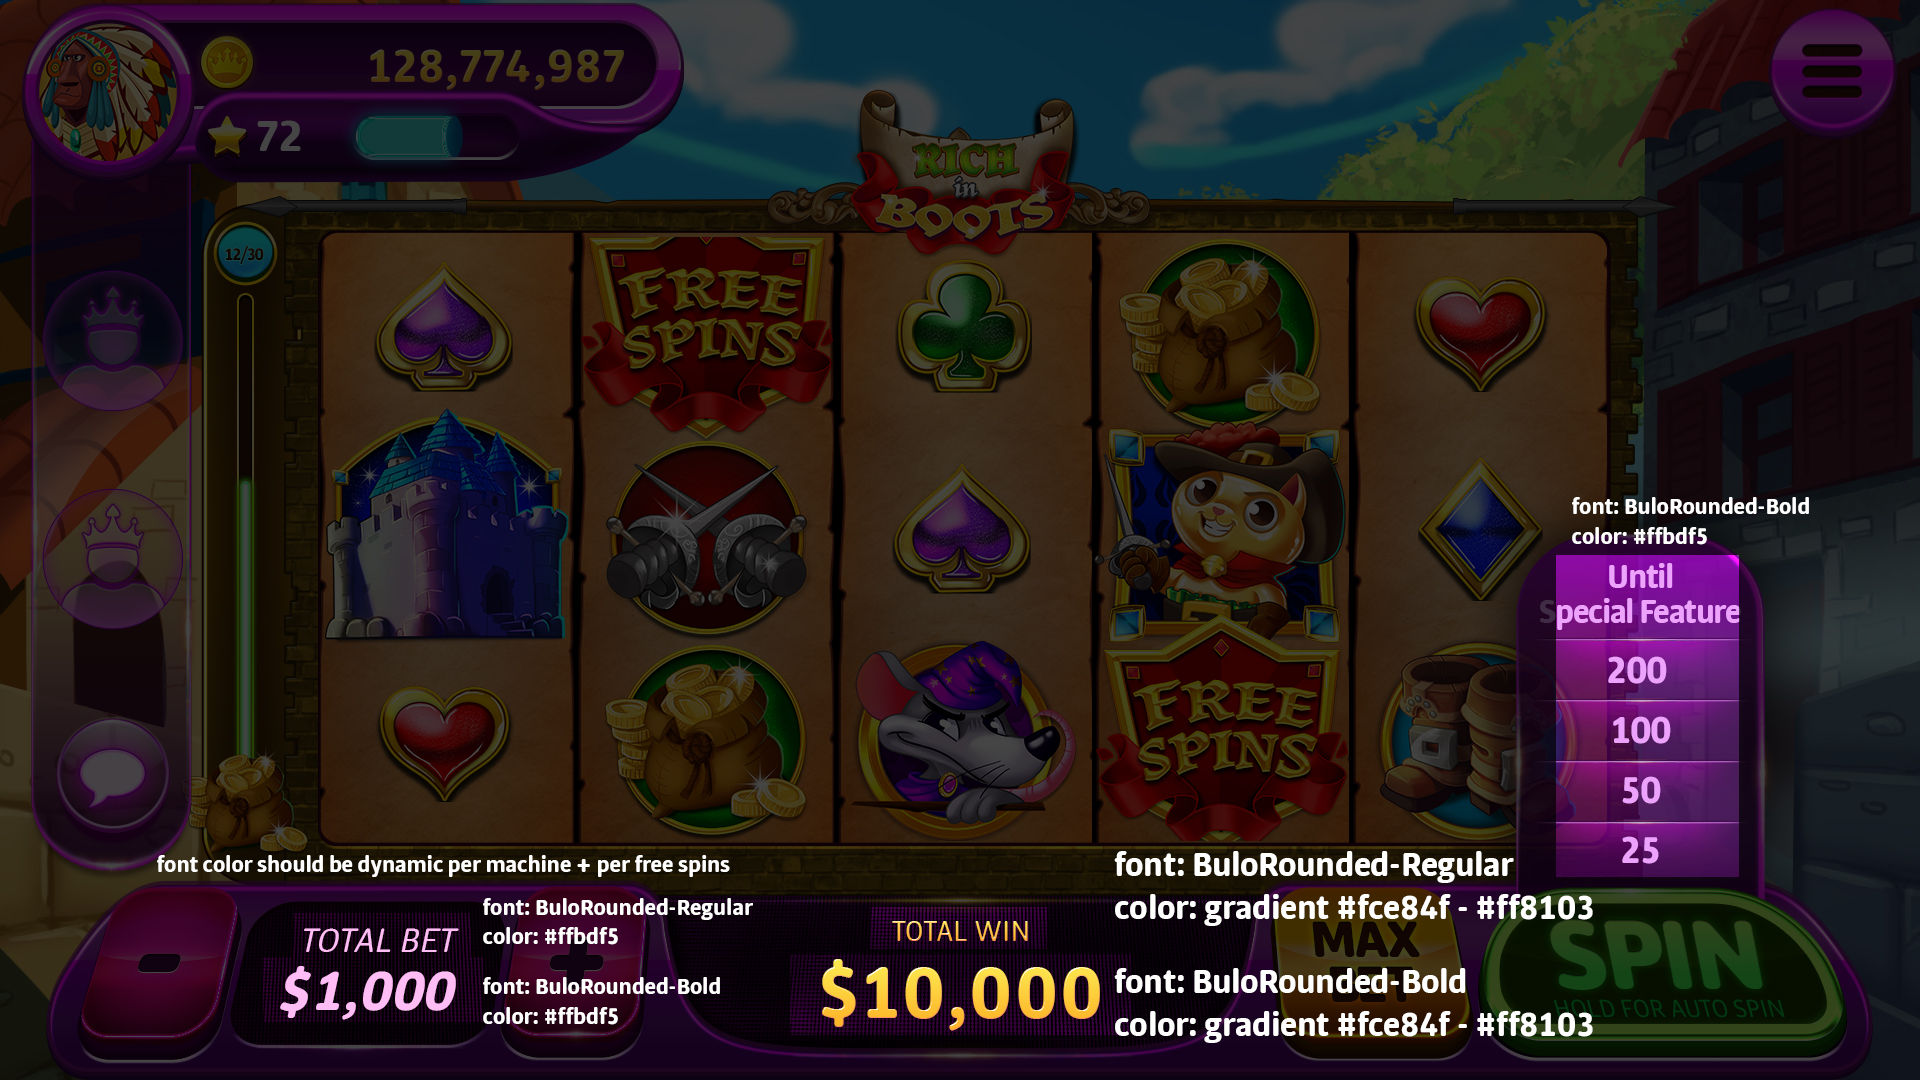 128,774,987
72
RICH
in
BOOTS
12/30
FREE
SPINS
font: BuloRounded-Bold
color: #ffbdf5
Until
Special Feature
200
100
50
25
FREE
SPINS
font color should be dynamic per machine + per free spins
TOTAL BET
$1,000
font: BuloRounded-Regular
color: #ffbdf5
font: BuloRounded-Bold
color: #ffbdf5
TOTAL WIN
$10,000
font: BuloRounded-Regular
color: gradient #fce84f - #ff8103
font: BuloRounded-Bold
color: gradient #fce84f - #ff8103
MAX
BET
SPIN
HOLD FOR AUTO SPIN